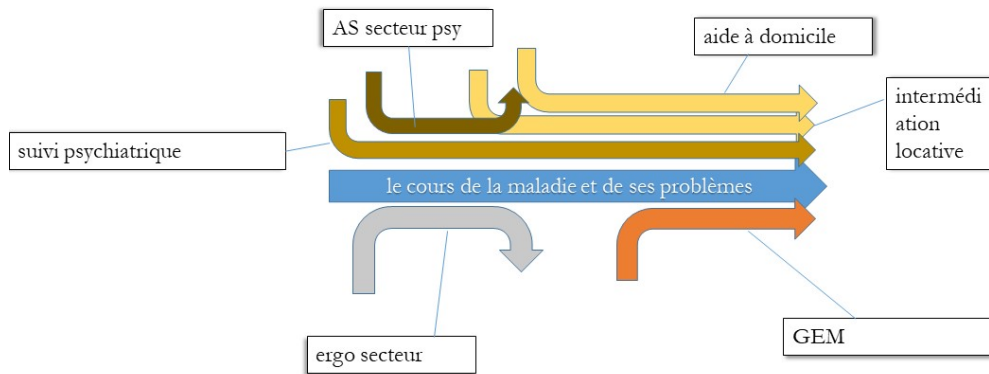 AS secteur psy
aide à domicile
intermédi
ation
locative
suivi psychiatrique
le cours de la maladie et de ses problèmes
GEM
ergo secteur